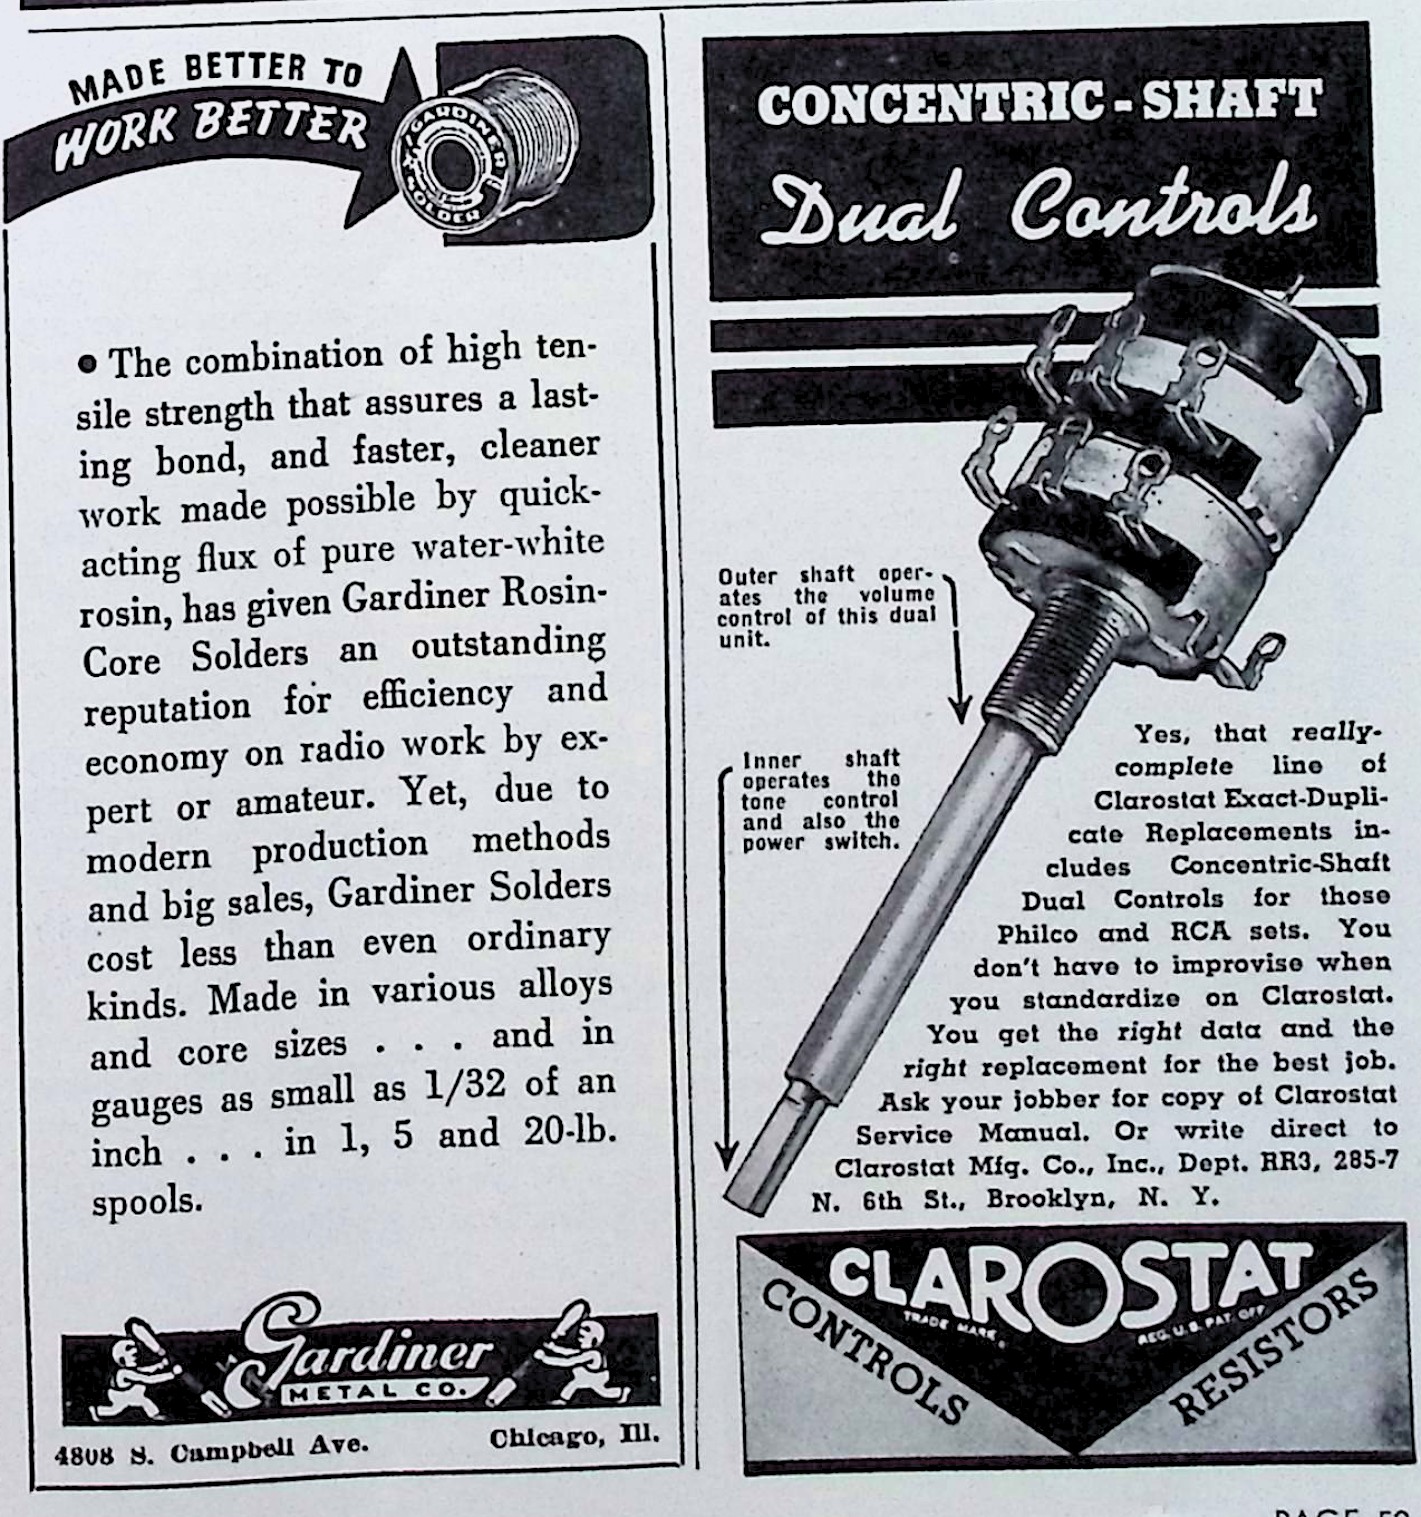 MADE BETTER TO
WORK BETTER
GARDINER
SOLDER
• The combination of high ten-
sile strength that assures a last-
ing bond, and faster, cleaner
work made possible by quick-
acting flux of pure water-white
rosin, has given Gardiner Rosin-
Core Solders an outstanding
reputation for efficiency and
economy on radio work by ex-
pert or amateur. Yet, due to
modern production methods
and big sales, Gardiner Solders
cost less than even ordinary
kinds. Made in various alloys
and core sizes . . . and in
gauges as small as 1/32 of an
inch . . . in 1, 5 and 20-lb.
spools.
Gardiner
METAL CO.
4808 S. Campbell Ave. Chicago, Ill.
CONCENTRIC-SHAFT
Dual Controls
Outer shaft oper-
ates the volume
control of this dual
unit.
Inner shaft
operates the
tone control
and also the
power switch.
Yes, that really-
complete line of
Clarostat Exact-Dupli-
cate Replacements in-
cludes Concentric-Shaft
Dual Controls for those
Philco and RCA sets. You
don't have to improvise when
you standardize on Clarostat.
You get the right data and the
right replacement for the best job.
Ask your jobber for copy of Clarostat
Service Manual. Or write direct to
Clarostat Mfg. Co., Inc., Dept. RR3, 285-7
N. 6th St., Brooklyn, N. Y.
CLAROSTAT
TRADE MARK
REG. U.S. PAT. OFF.
CONTROLS
RESISTORS